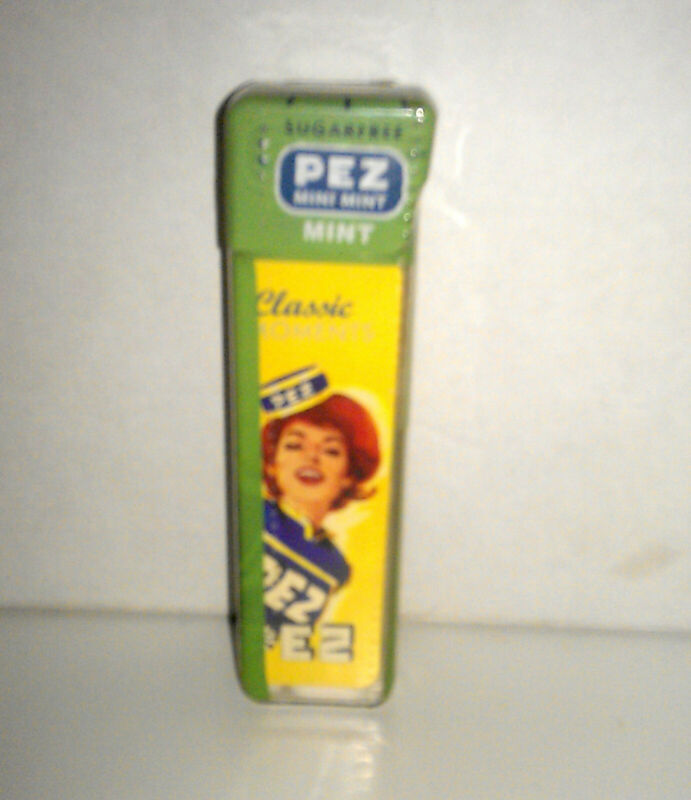 SUGARFREE
PEZ
MINI MINT
MINT
Classic
MOMENTS
PEZ
PEZ
PEZ